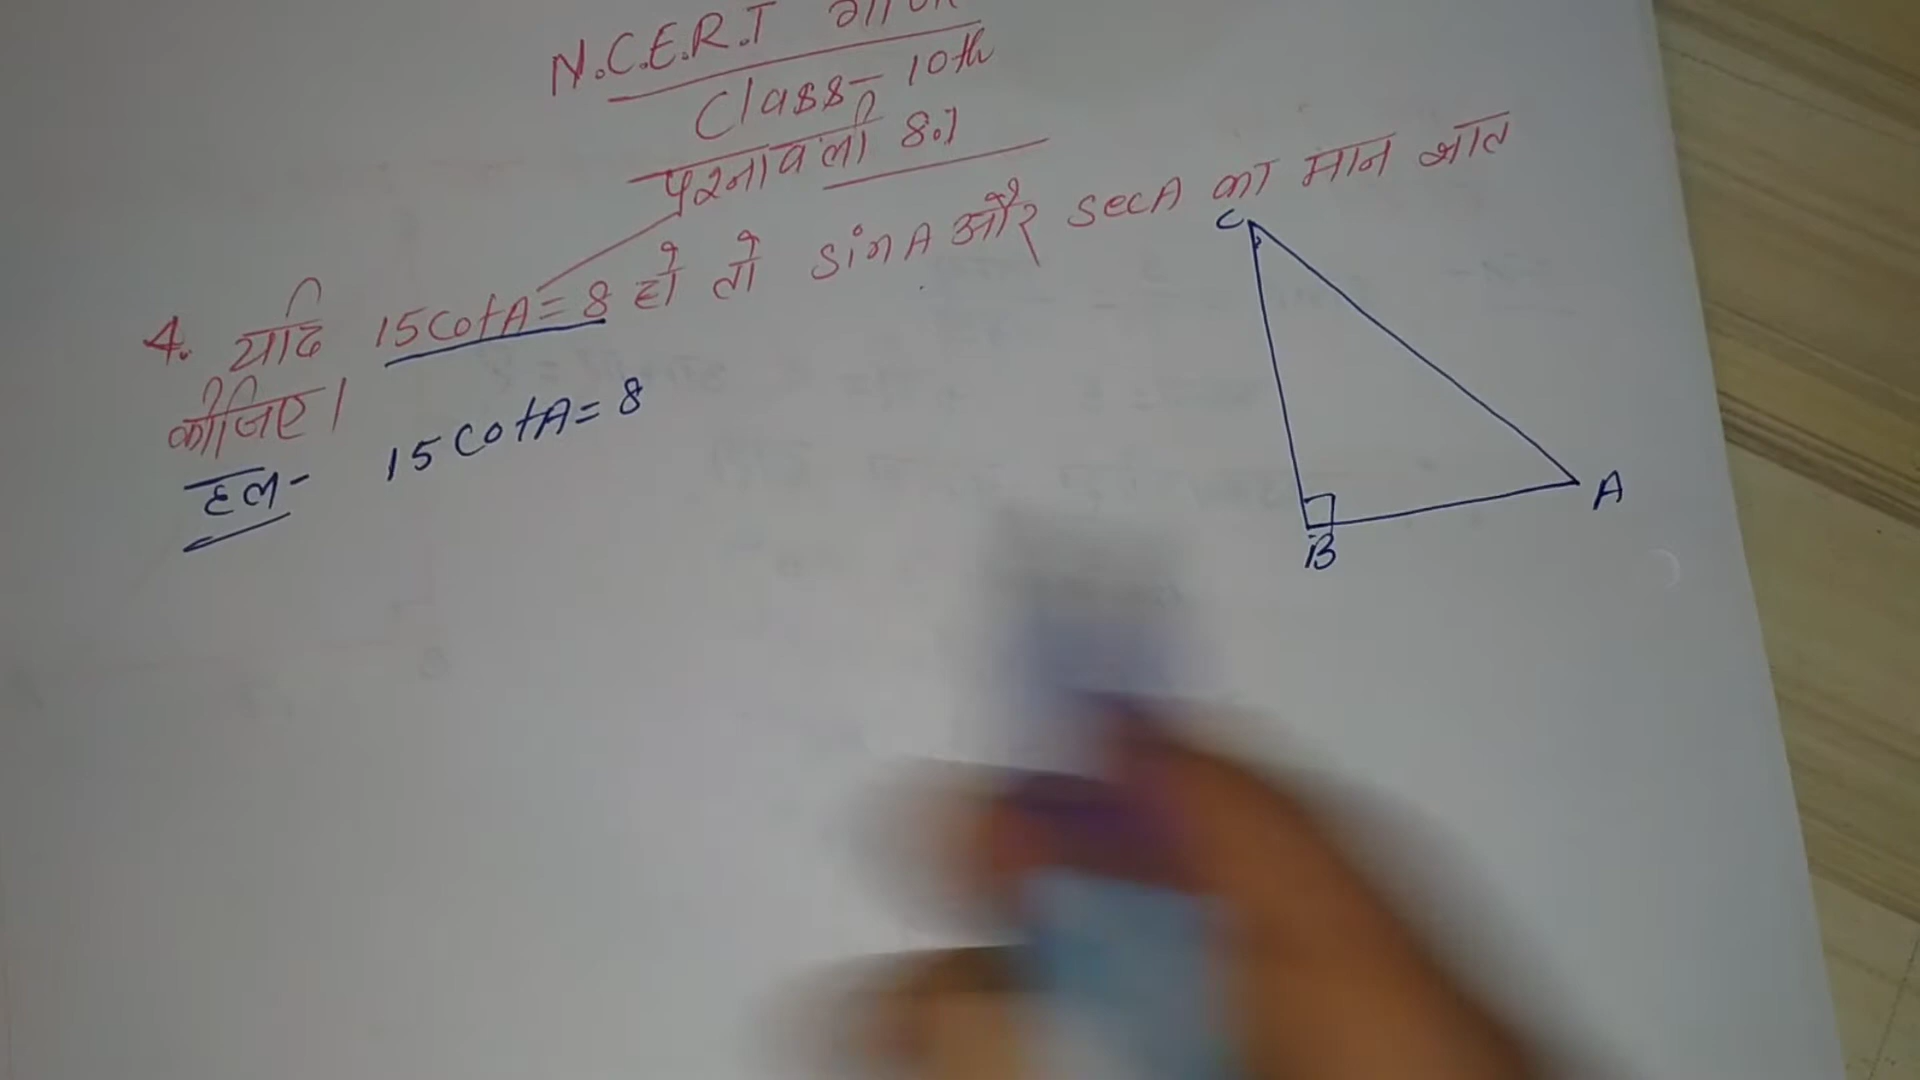 N.C.E.R.T
Class- 10th
प्रश्नावली 8.1
4. यदि 15cotA=8 हो तो sinA और secA का मान ज्ञात
कीजिए।
हल- 15cotA=8
C
A
B